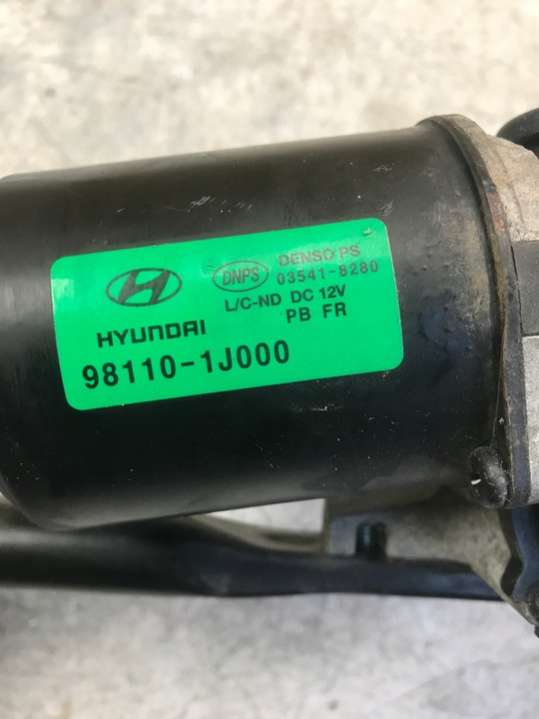 DNPS
DENSO PS
03541-8280
L/C-ND DC 12V
PB FR
HYUNDAI
98110-1J000